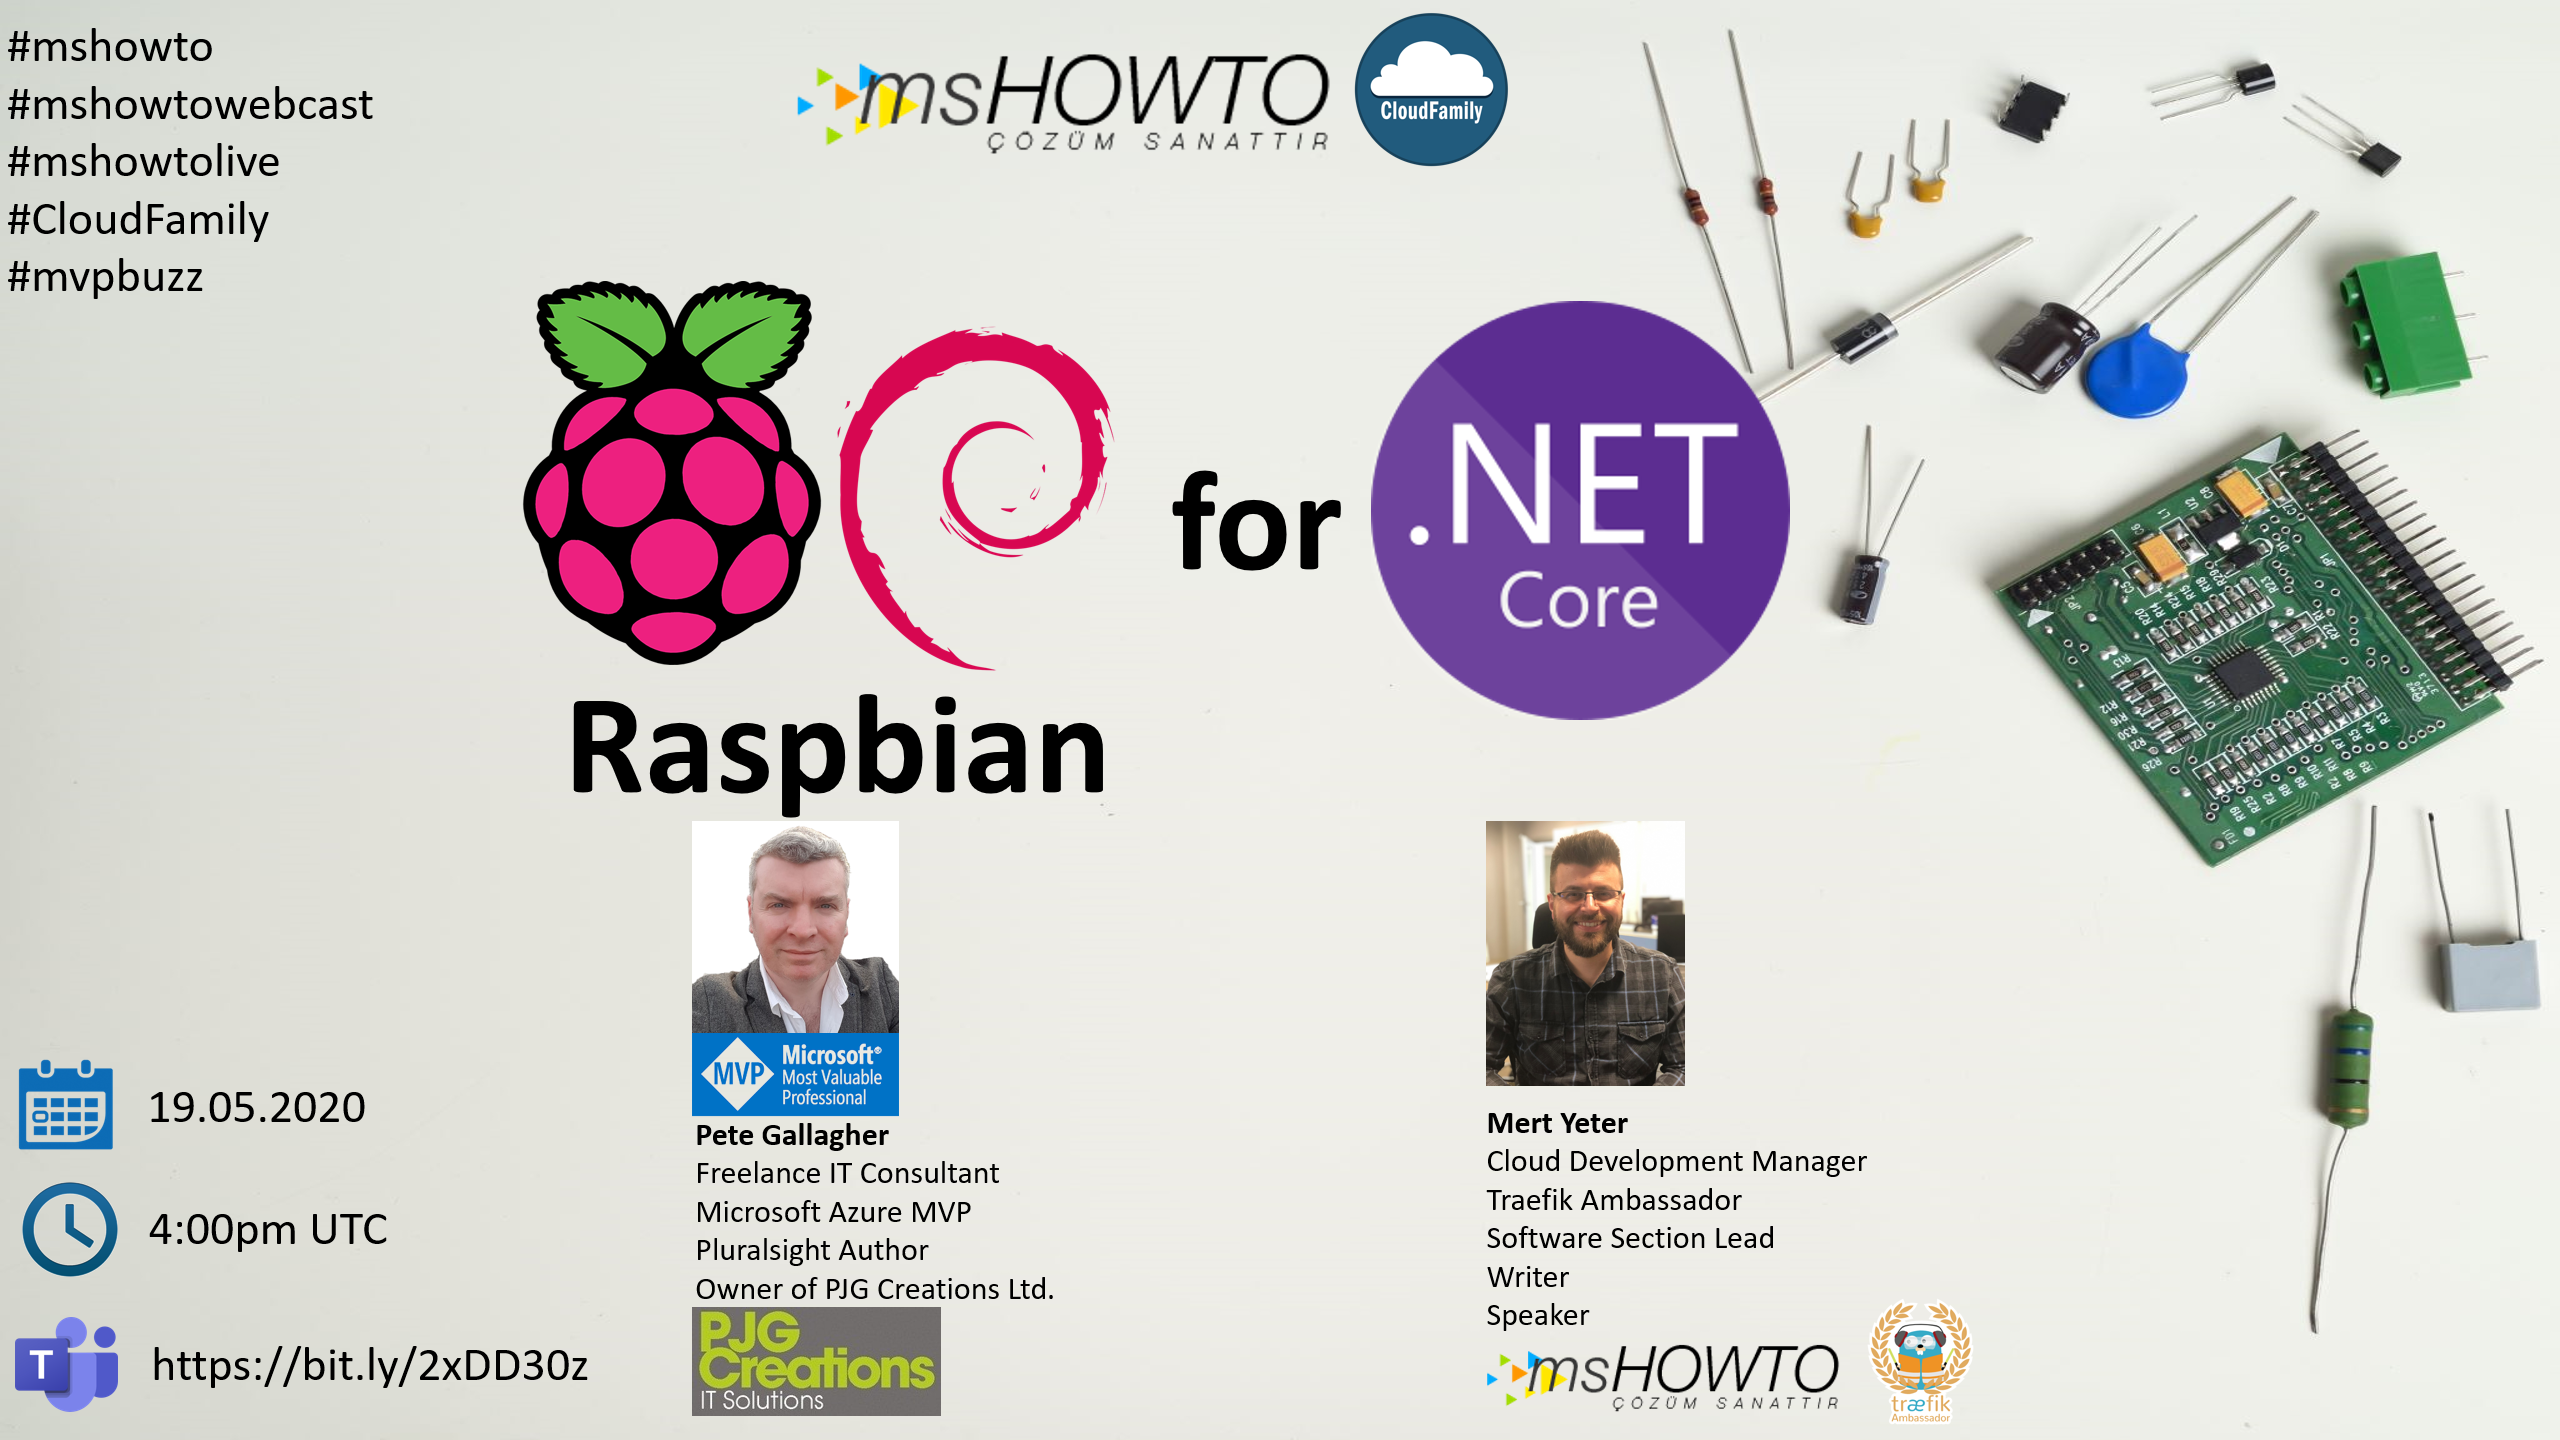 #mshowto
#mshowtowebcast
#mshowtolive
#CloudFamily
#mvpbuzz
msHOWTO
ÇÖZÜM SANATTIR
CloudFamily
for
.NET
Core
Raspbian
MVP
Microsoft®
Most Valuable
Professional
Pete Gallagher
Freelance IT Consultant
Microsoft Azure MVP
Pluralsight Author
Owner of PJG Creations Ltd.
PJG
Creations
IT Solutions
Mert Yeter
Cloud Development Manager
Traefik Ambassador
Software Section Lead
Writer
Speaker
msHOWTO
ÇÖZÜM SANATTIR
træfik
Ambassador
19.05.2020
4:00pm UTC
T
https://bit.ly/2xDD30z